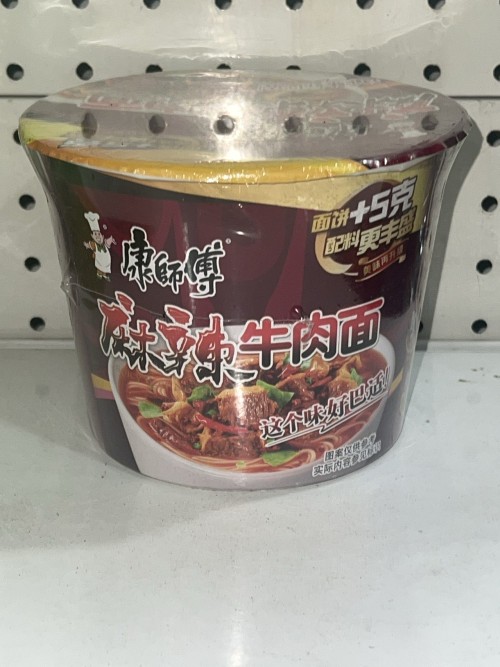 康師傅
面饼+5克
配料更丰盛
麻辣牛肉面
这个味好巴适!
图案仅供参考